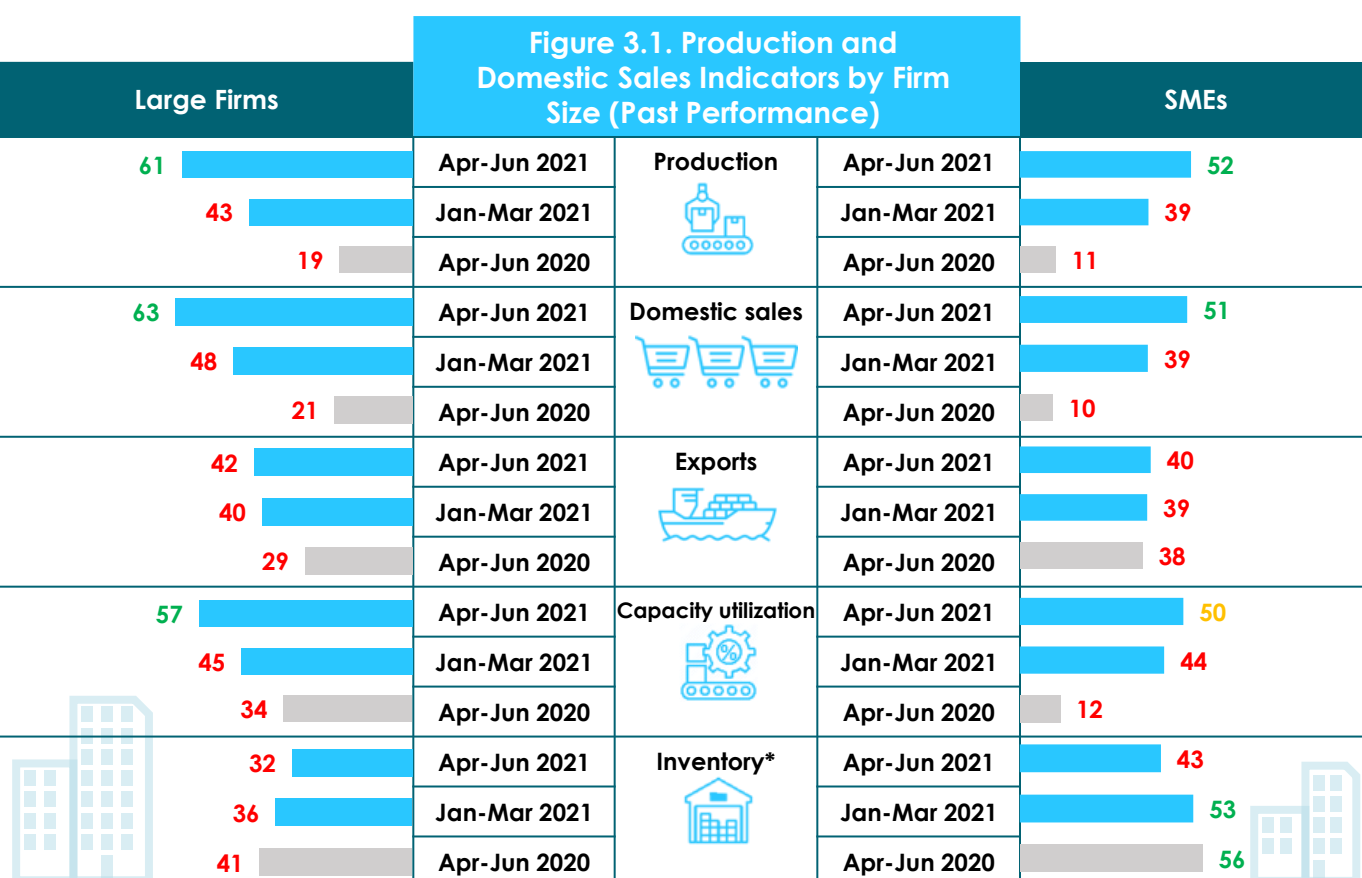 Figure 3.1. Production and
Domestic Sales Indicators by Firm
Size (Past Performance)
Large Firms
SMEs
61 Apr-Jun 2021 Production Apr-Jun 2021 52
43 Jan-Mar 2021 Jan-Mar 2021 39
19 Apr-Jun 2020 Apr-Jun 2020 11
63 Apr-Jun 2021 Domestic sales Apr-Jun 2021 51
48 Jan-Mar 2021 Jan-Mar 2021 39
21 Apr-Jun 2020 Apr-Jun 2020 10
42 Apr-Jun 2021 Exports Apr-Jun 2021 40
40 Jan-Mar 2021 Jan-Mar 2021 39
29 Apr-Jun 2020 Apr-Jun 2020 38
57 Apr-Jun 2021 Capacity utilization Apr-Jun 2021 50
%
45 Jan-Mar 2021 Jan-Mar 2021 44
34 Apr-Jun 2020 Apr-Jun 2020 12
32 Apr-Jun 2021 Inventory* Apr-Jun 2021 43
36 Jan-Mar 2021 Jan-Mar 2021 53
41 Apr-Jun 2020 Apr-Jun 2020 56